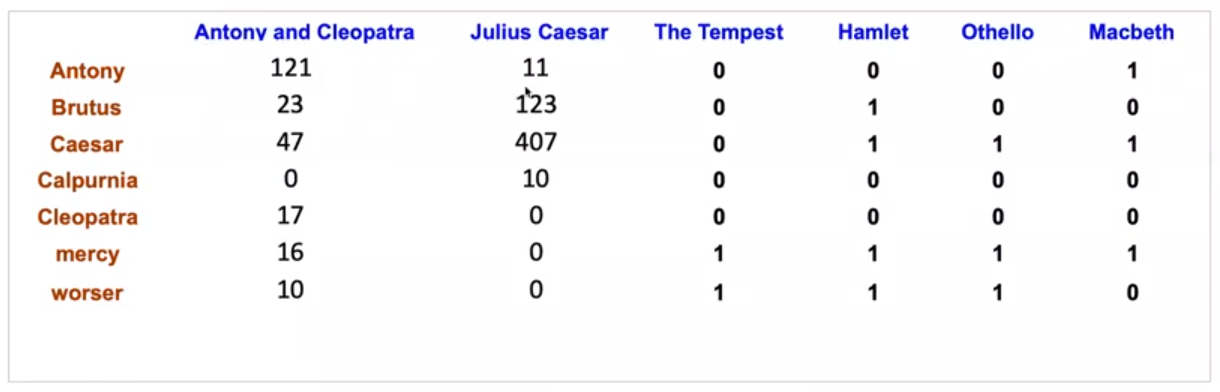 Antony and Cleopatra Julius Caesar The Tempest Hamlet Othello Macbeth
Antony 121 11 0 0 0 1
Brutus 23 123 0 1 0 0
Caesar 47 407 0 1 1 1
Calpurnia 0 10 0 0 0 0
Cleopatra 17 0 0 0 0 0
mercy 16 0 1 1 1 1
worser 10 0 1 1 1 0